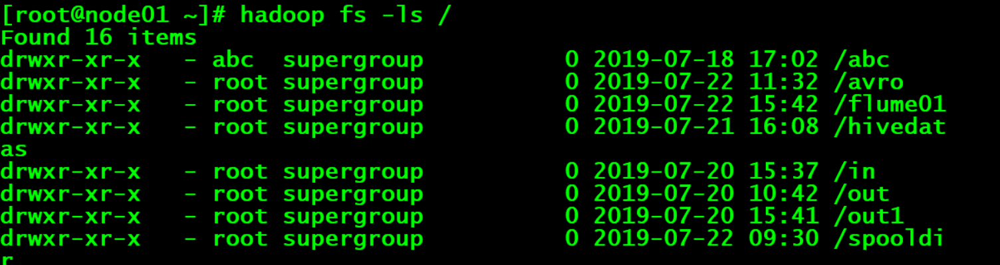 [root@node01 ~]# hadoop fs -ls /
Found 16 items
drwxr-xr-x   - abc  supergroup          0 2019-07-18 17:02 /abc
drwxr-xr-x   - root supergroup          0 2019-07-22 11:32 /avro
drwxr-xr-x   - root supergroup          0 2019-07-22 15:42 /flume01
drwxr-xr-x   - root supergroup          0 2019-07-21 16:08 /hivedat
as
drwxr-xr-x   - root supergroup          0 2019-07-20 15:37 /in
drwxr-xr-x   - root supergroup          0 2019-07-20 10:42 /out
drwxr-xr-x   - root supergroup          0 2019-07-20 15:41 /out1
drwxr-xr-x   - root supergroup          0 2019-07-22 09:30 /spooldi
r